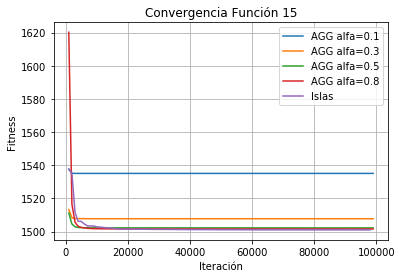 Convergencia Función 15
AGG alfa=0.1
AGG alfa=0.3
AGG alfa=0.5
AGG alfa=0.8
Islas
Fitness
1620
1600
1580
1560
1540
1520
1500
0 20000 40000 60000 80000 100000
Iteración